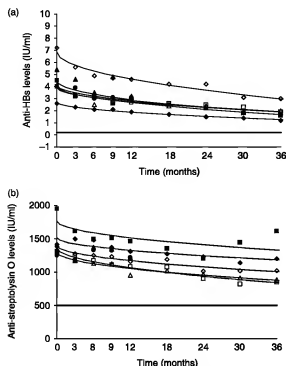 (a)
Anti-HBs levels (IU/ml)
10
9
8
7
6
5
4
3
2
1
0
−1
0 3 6 9 12 18 24 30 36
Time (months)
(b)
Anti-streptolysin O levels (IU/ml)
2000
1500
1000
500
0
0 3 6 9 12 18 24 30 36
Time (months)